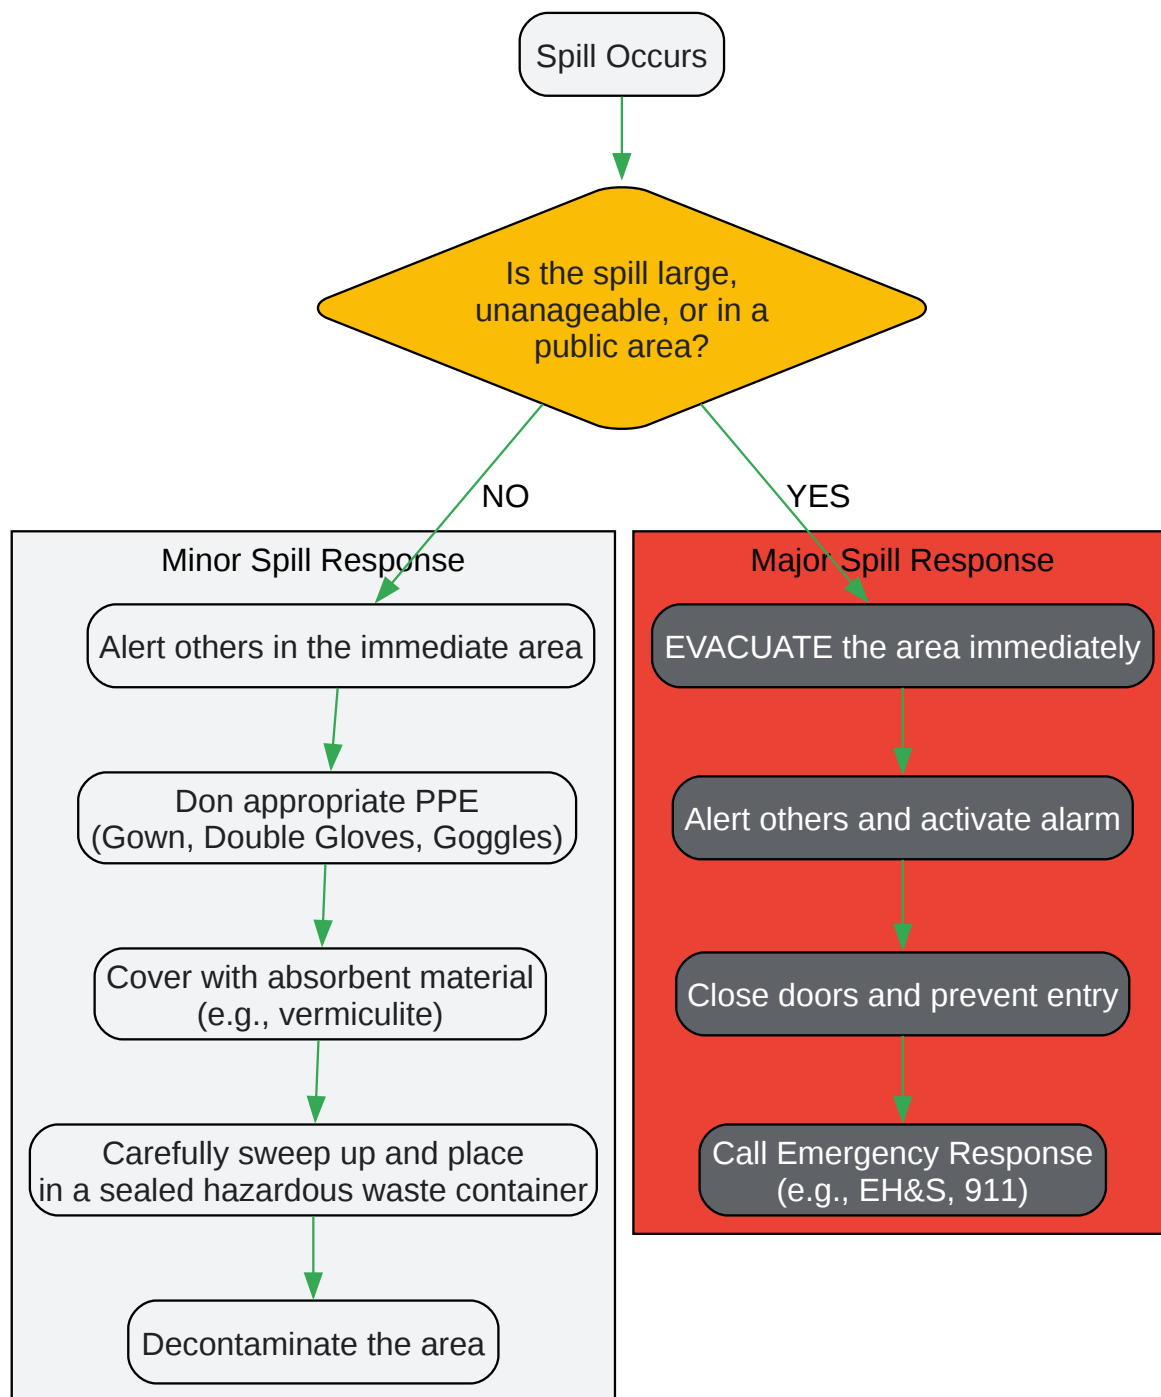 Spill Occurs
Is the spill large,
unanageable, or in a
public area?
NO
YES
Minor Spill Response
Alert others in the immediate area
Don appropriate PPE
(Gown, Double Gloves, Goggles)
Cover with absorbent material
(e.g., vermiculite)
Carefully sweep up and place
in a sealed hazardous waste container
Decontaminate the area
Major Spill Response
EVACUATE the area immediately
Alert others and activate alarm
Close doors and prevent entry
Call Emergency Response
(e.g., EH&S, 911)